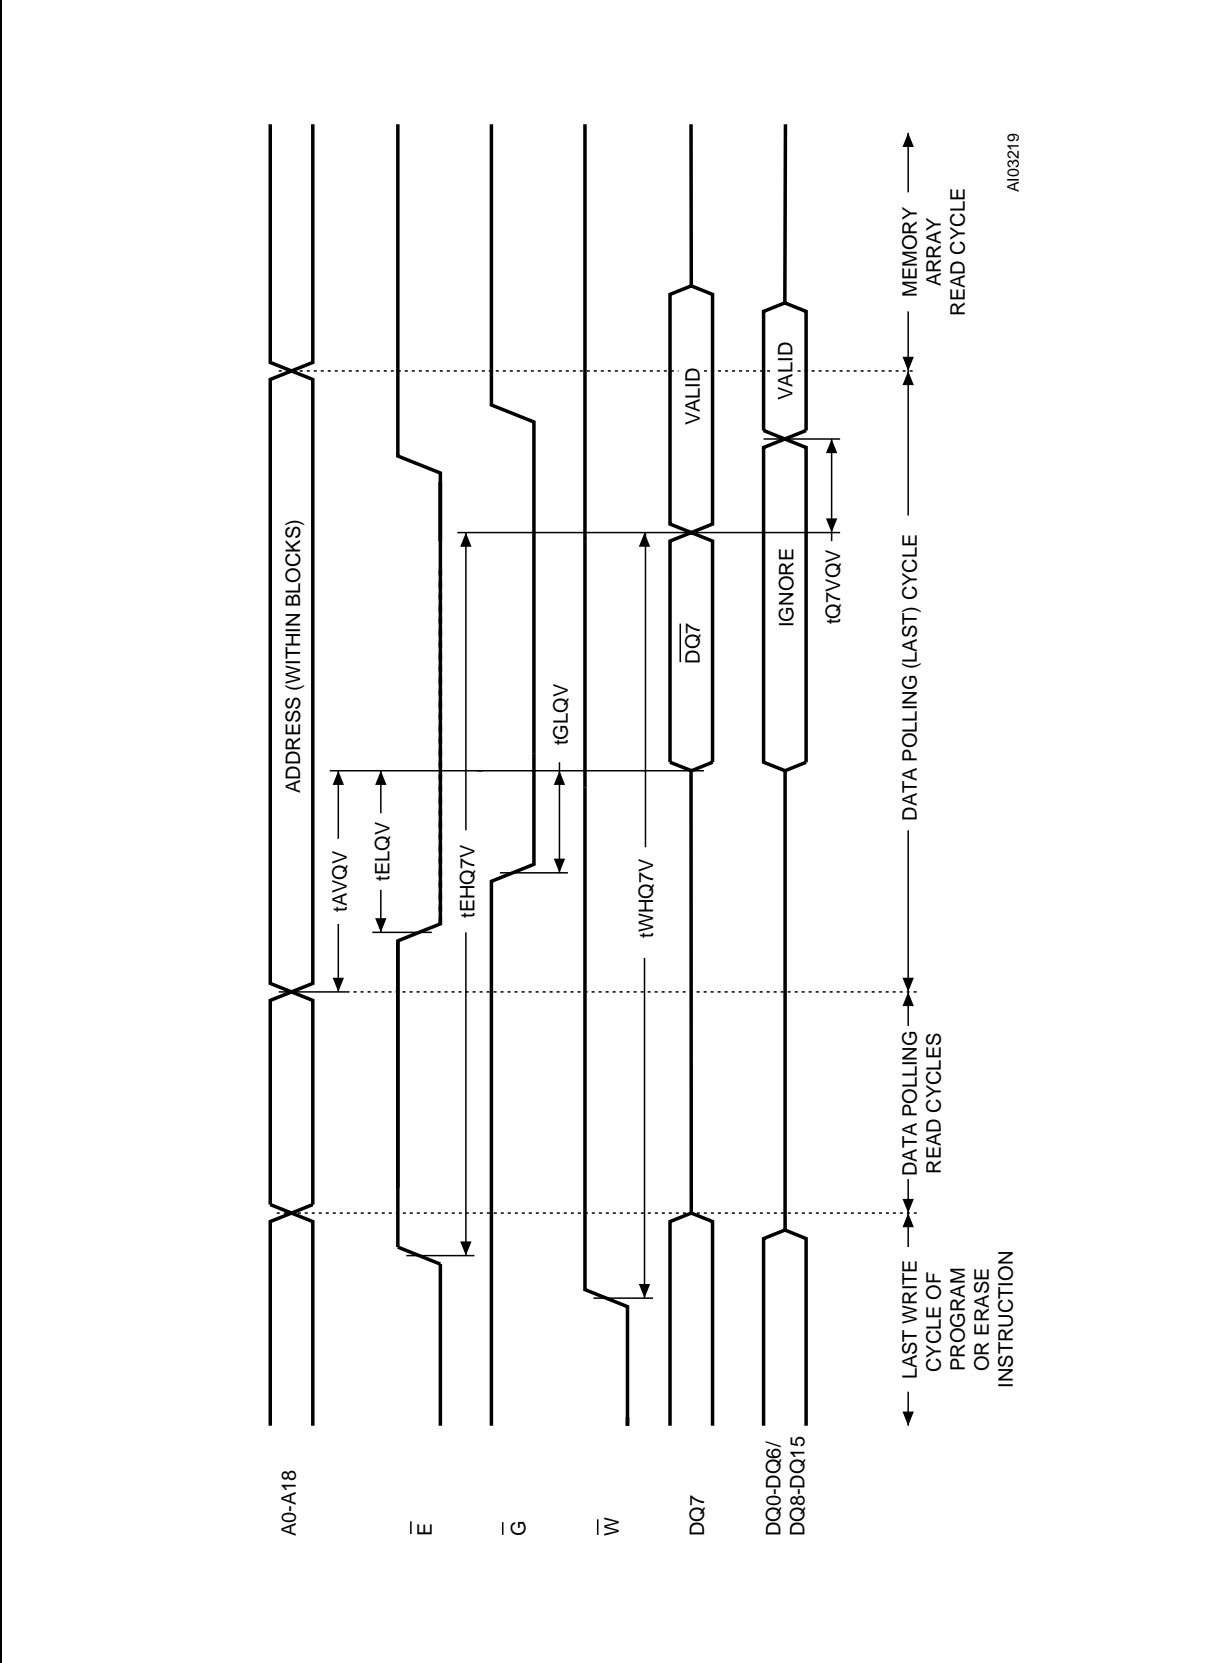 A0-A18
ADDRESS (WITHIN BLOCKS)
tAVQV
tELQV
E
tEHQ7V
G
tGLQV
W
tWHQ7V
DQ7
DQ7
VALID
DQ0-DQ6/
DQ8-DQ15
IGNORE
VALID
tQ7VQV
LAST WRITE
CYCLE OF
PROGRAM
OR ERASE
INSTRUCTION
DATA POLLING
READ CYCLES
DATA POLLING (LAST) CYCLE
MEMORY
ARRAY
READ CYCLE
AI03219